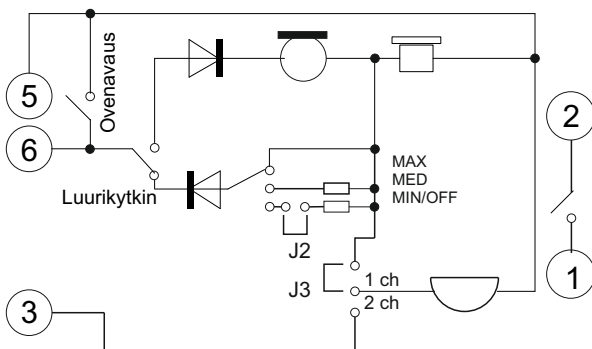 5
Ovenavaus
6
Luurikytkin
MAX
MED
MIN/OFF
J2
J3
1 ch
2 ch
2
1
3